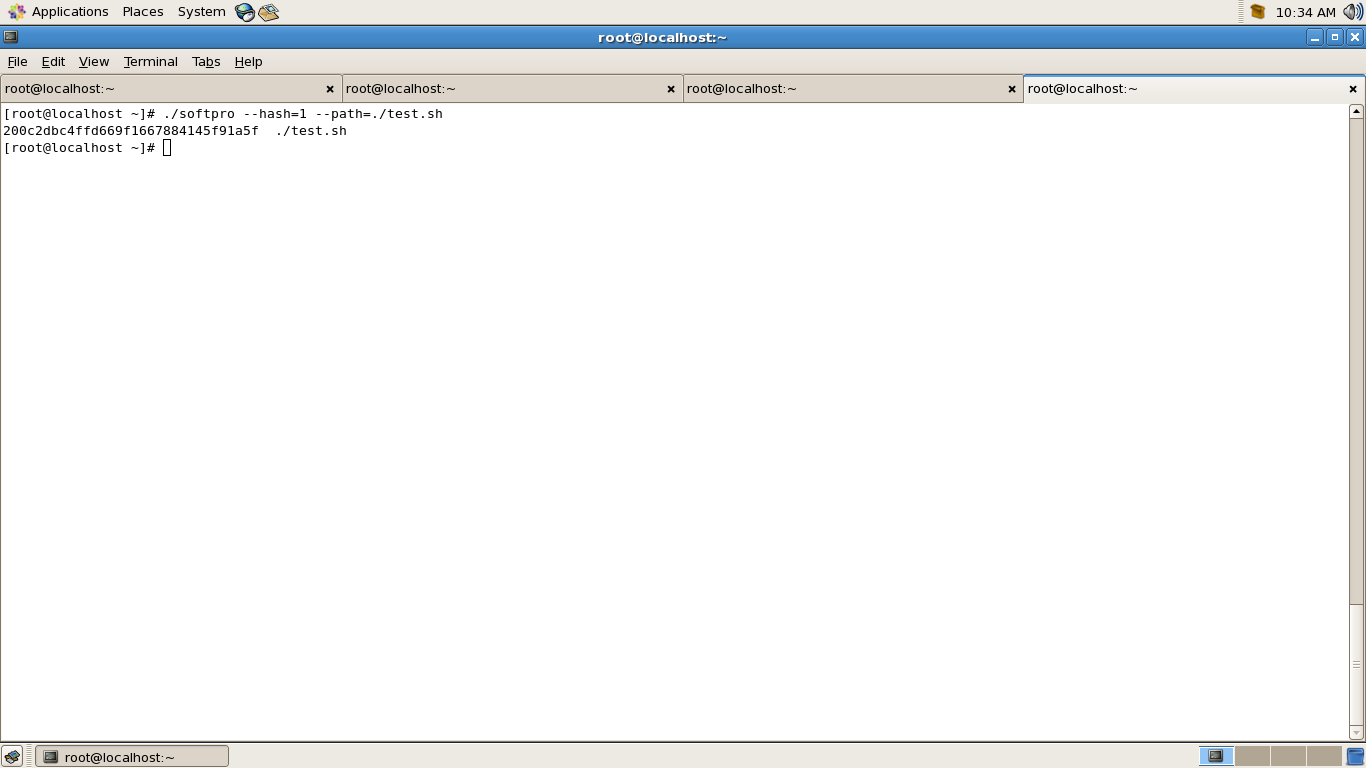 Applications Places System 10:34 AM
root@localhost:~
File Edit View Terminal Tabs Help
root@localhost:~ root@localhost:~ root@localhost:~ root@localhost:~
[root@localhost ~]# ./softpro --hash=1 --path=./test.sh
200c2dbc4ffd669f1667884145f91a5f  ./test.sh
[root@localhost ~]#
root@localhost:~